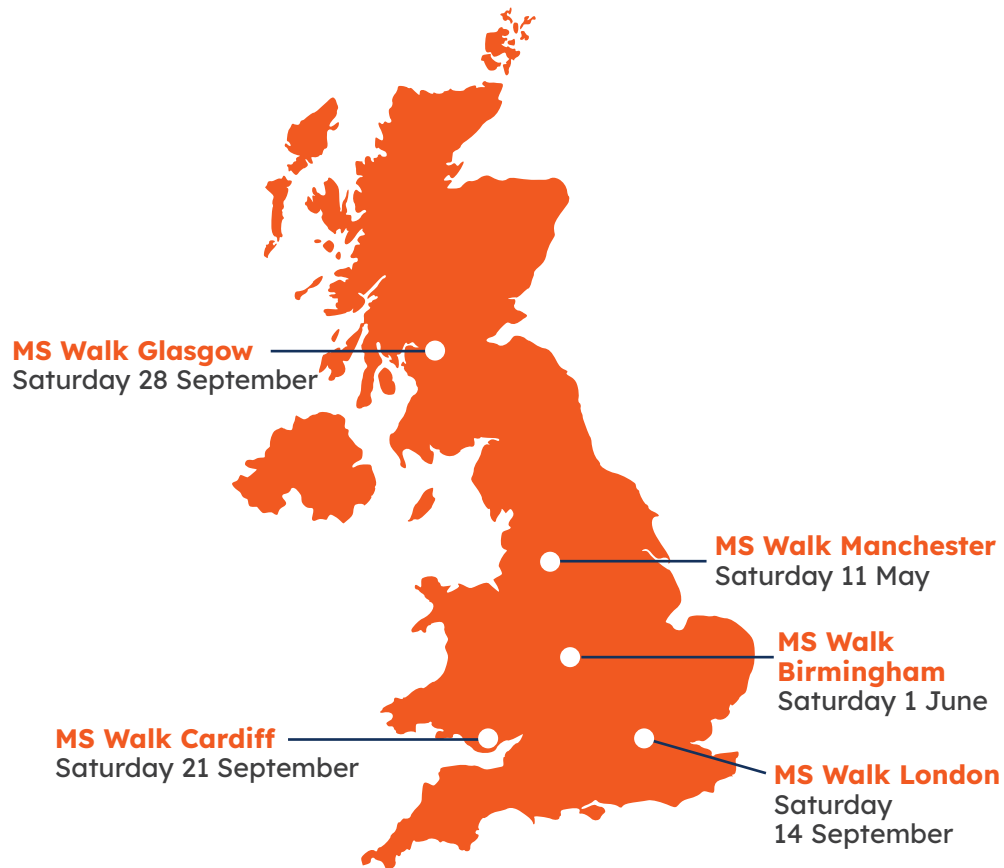 MS Walk Glasgow
Saturday 28 September
MS Walk Manchester
Saturday 11 May
MS Walk
Birmingham
Saturday 1 June
MS Walk Cardiff
Saturday 21 September
MS Walk London
Saturday
14 September